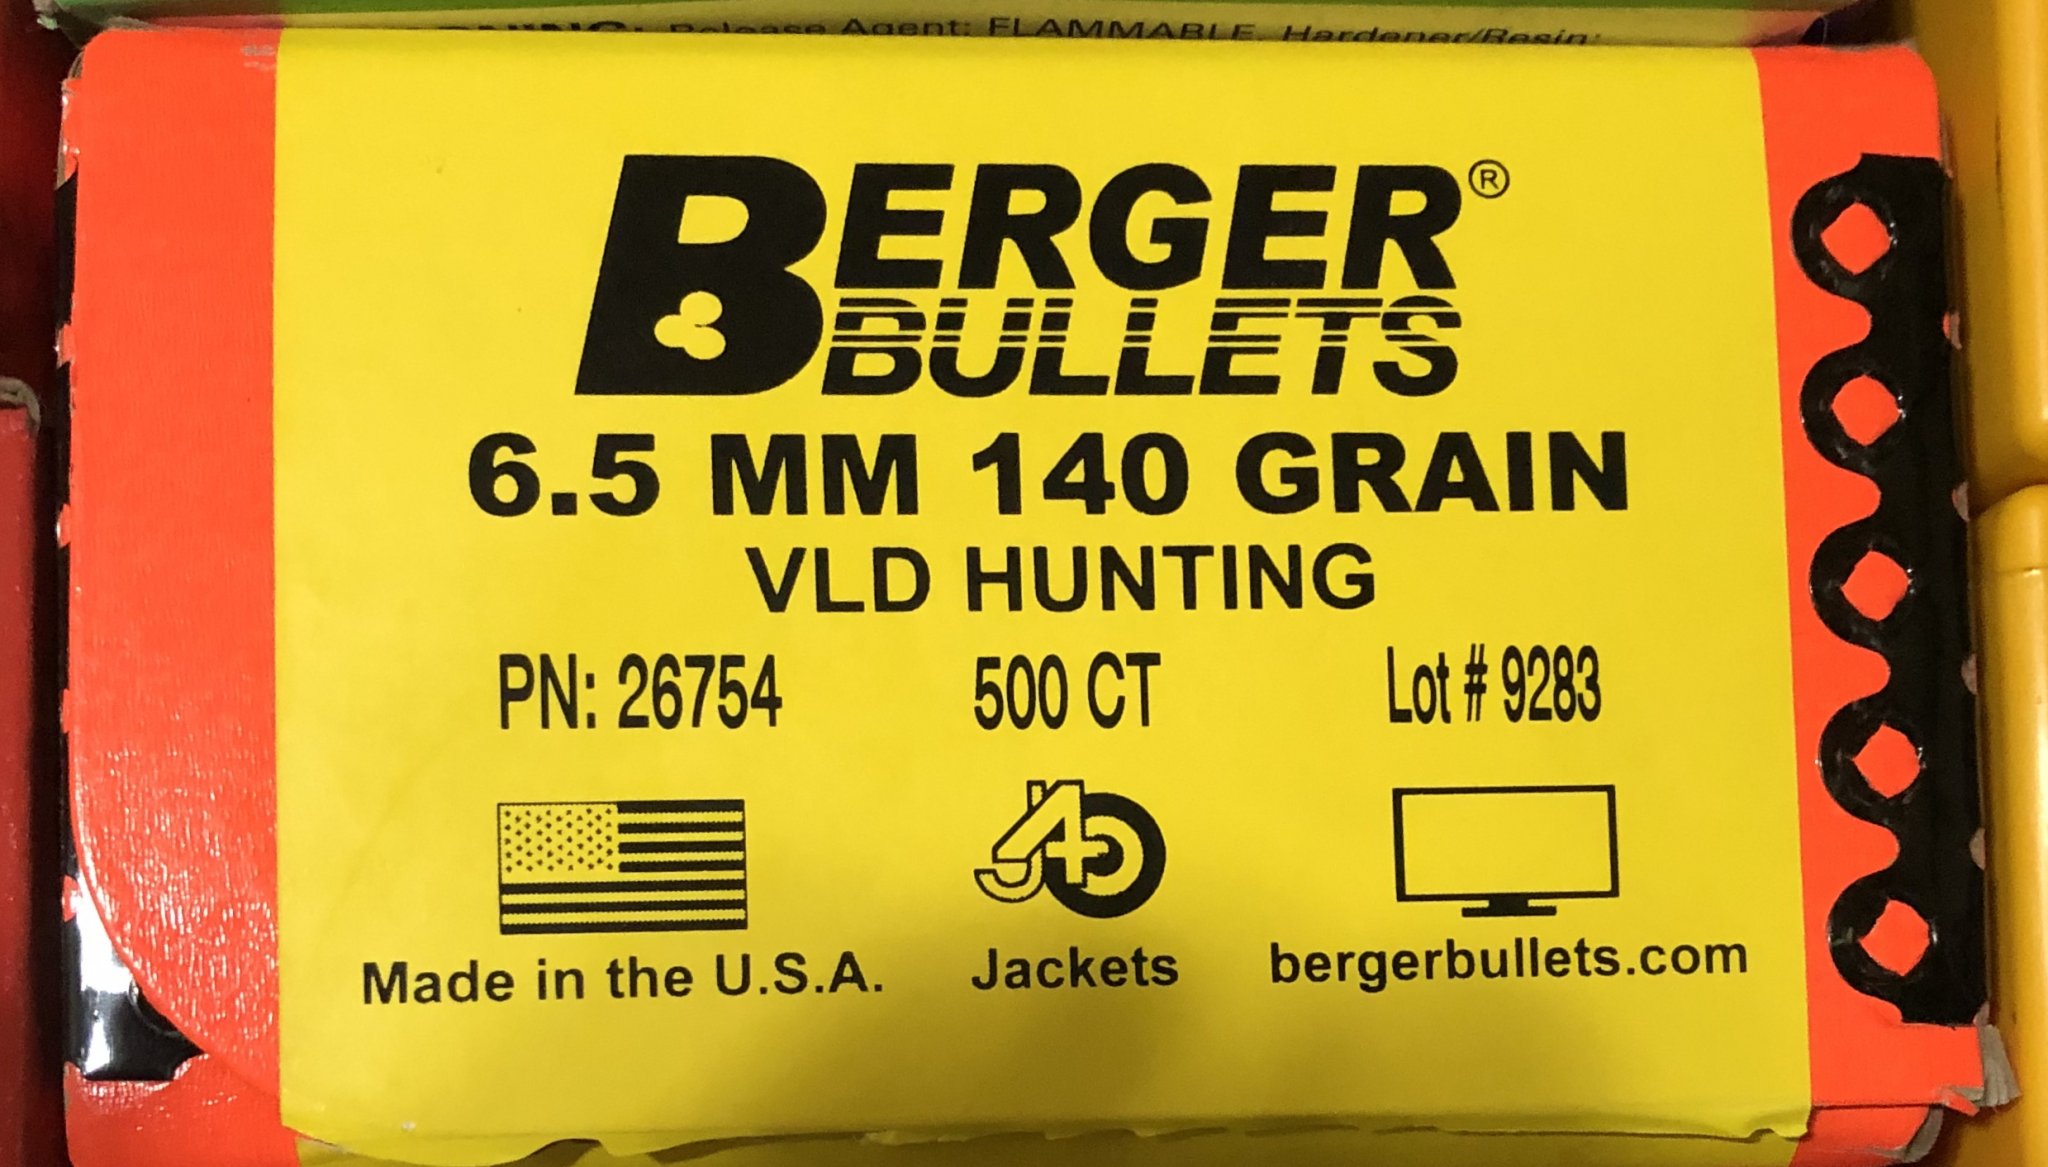 Release Agent: FLAMMABLE. Hardener/Resin:
BERGER®
BULLETS
6.5 MM 140 GRAIN
VLD HUNTING
PN: 26754 500 CT Lot # 9283
Made in the U.S.A. Jackets bergerbullets.com